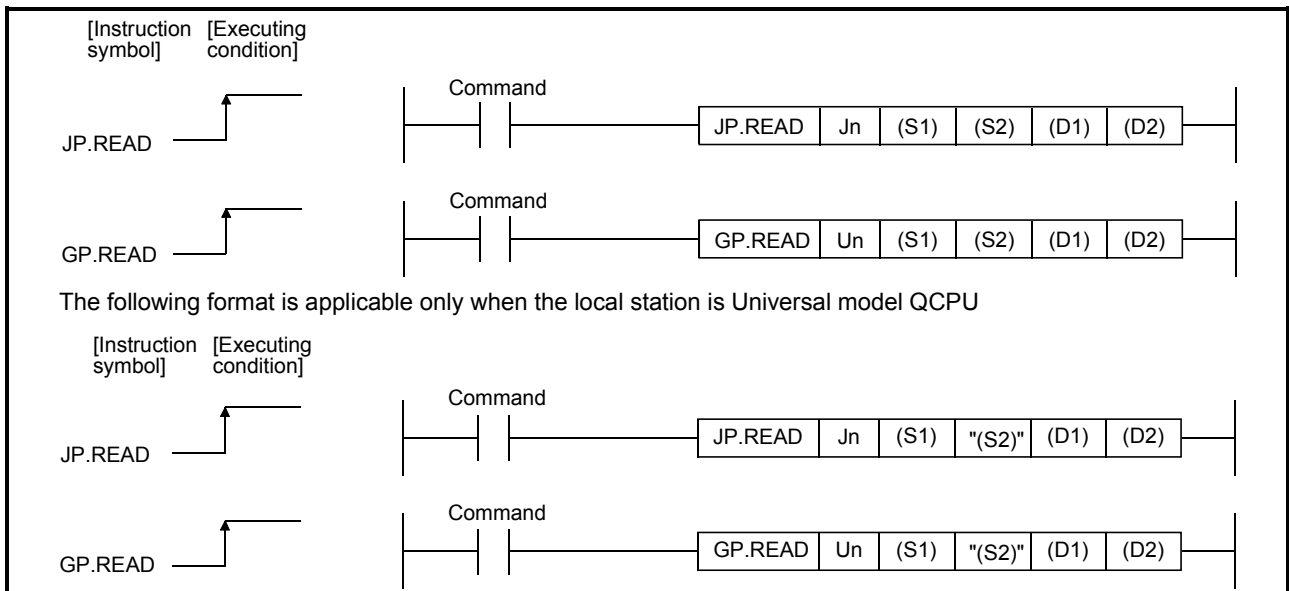 [Instruction symbol] [Executing condition]
Command
JP.READ
JP.READ Jn (S1) (S2) (D1) (D2)
Command
GP.READ
GP.READ Un (S1) (S2) (D1) (D2)
The following format is applicable only when the local station is Universal model QCPU
[Instruction symbol] [Executing condition]
Command
JP.READ
JP.READ Jn (S1) "(S2)" (D1) (D2)
Command
GP.READ
GP.READ Un (S1) "(S2)" (D1) (D2)